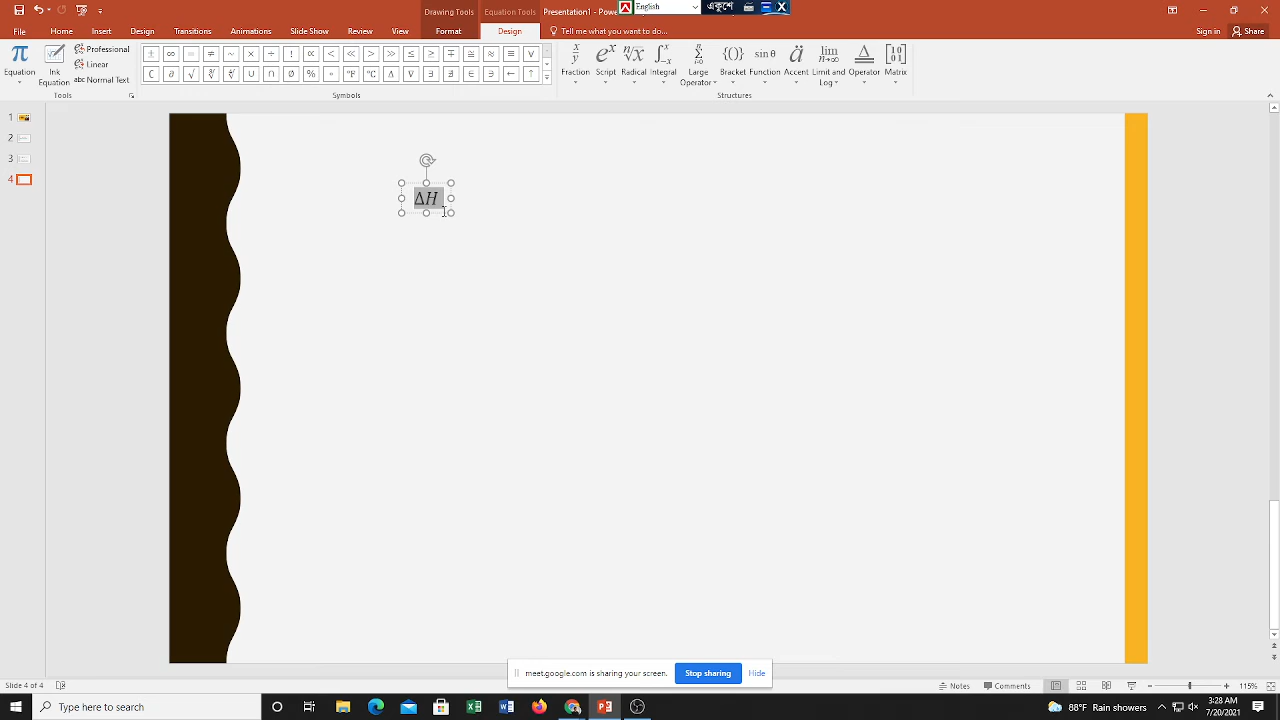 Drawing Tools Equation Tools Presentation1 - Powe English
File Home Insert Design Transitions Animations Slide Show Review View Format Design Tell me what you want to do... Sign in Share
π Equation Ink Equation Professional Linear abc Normal Text
± ∞ = ≠ ~ × ÷ ! ∝ < ≪ > ≫ ≤ ≥ ∓ ≅ ≈ ≡ ∀
∁ ∂ √ ∛ ∜ ∪ ∩ ∅ % ° °F °C ∆ ∇ ∃ ∄ ∈ ∋ ← ↑
Fraction Script Radical Integral Large Operator Bracket Function Accent Limit and Log Operator Matrix
Tools Symbols Structures
1
2
3
4
ΔH
meet.google.com is sharing your screen. Stop sharing Hide
Slide 4 of 4 Notes Comments 115%
Type here to search 88°F Rain showers 3:28 AM
7/20/2021